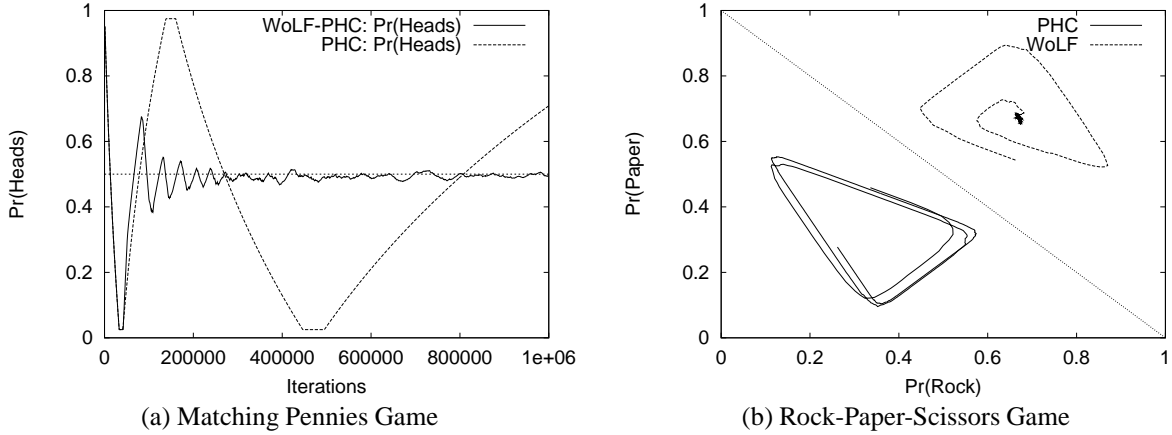 WoLF-PHC: Pr(Heads)
PHC: Pr(Heads)
1
0.8
0.6
0.4
0.2
0
Pr(Heads)
0 200000 400000 600000 800000 1e+06
Iterations
(a) Matching Pennies Game
PHC
WoLF
1
0.8
0.6
0.4
0.2
0
Pr(Paper)
0 0.2 0.4 0.6 0.8 1
Pr(Rock)
(b) Rock-Paper-Scissors Game